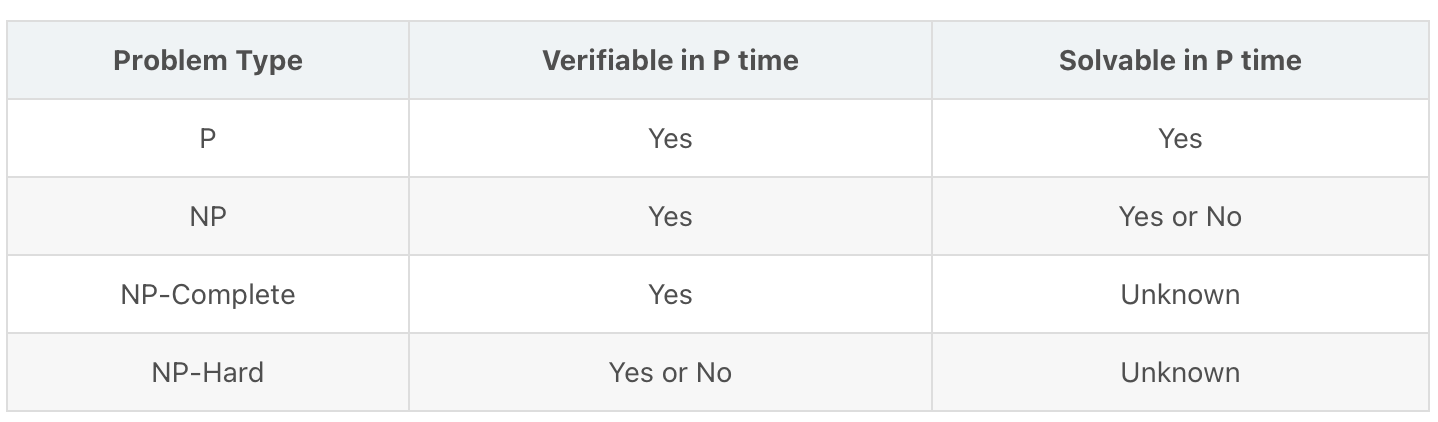 Problem Type Verifiable in P time Solvable in P time
P Yes Yes
NP Yes Yes or No
NP-Complete Yes Unknown
NP-Hard Yes or No Unknown